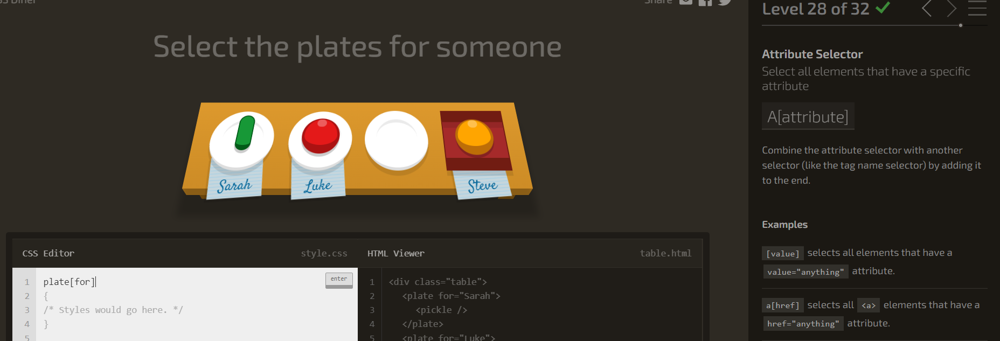 Share
Level 28 of 32
Select the plates for someone
Sarah
Luke
Steve
CSS Editor
style.css
HTML Viewer
table.html
1
plate[for]
enter
2
{
3
/* Styles would go here. */
4
}
5
1
<div class="table">
2
<plate for="Sarah">
3
<pickle />
4
</plate>
5
<plate for="Luke">
Attribute Selector
Select all elements that have a specific
attribute
A[attribute]
Combine the attribute selector with another
selector (like the tag name selector) by adding it
to the end.
Examples
[value] selects all elements that have a
value="anything" attribute.
a[href] selects all <a> elements that have a
href="anything" attribute.